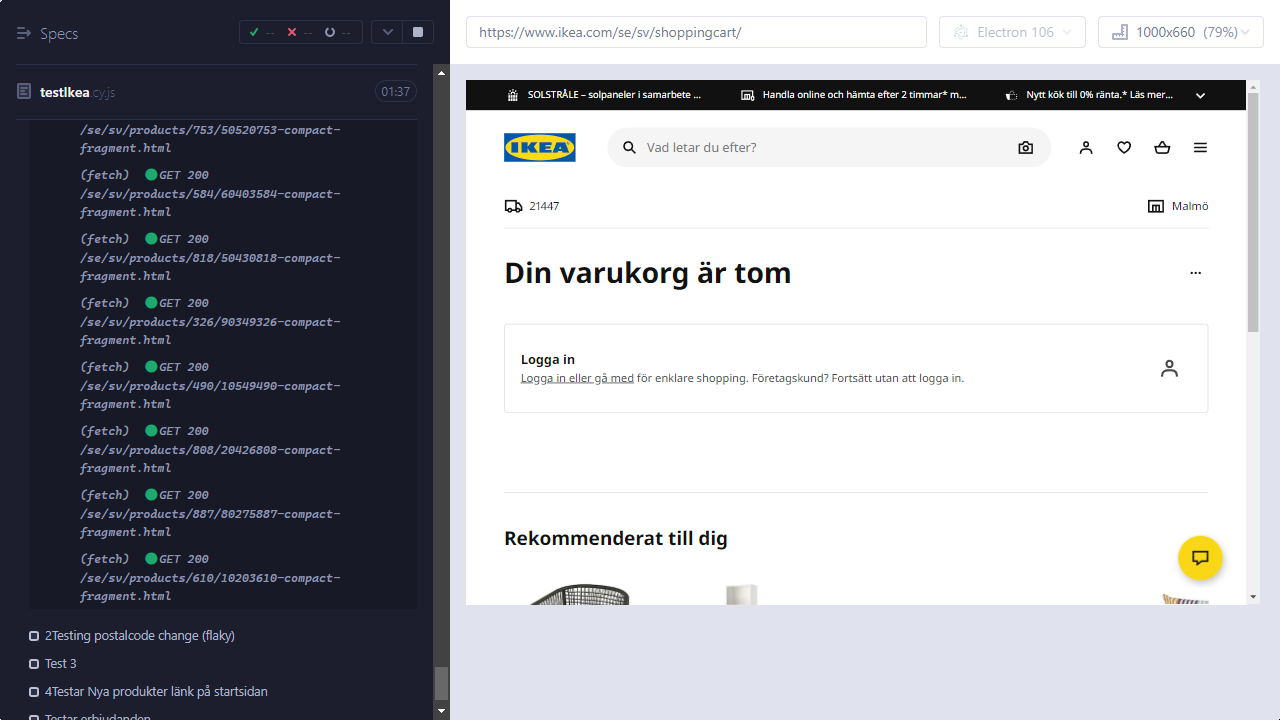 Specs
--
--
--
testIkea.cy.js
01:37
/se/sv/products/753/50520753-compact-
fragment.html
(fetch) GET 200
/se/sv/products/584/60403584-compact-
fragment.html
(fetch) GET 200
/se/sv/products/818/50430818-compact-
fragment.html
(fetch) GET 200
/se/sv/products/326/90349326-compact-
fragment.html
(fetch) GET 200
/se/sv/products/490/10549490-compact-
fragment.html
(fetch) GET 200
/se/sv/products/808/20426808-compact-
fragment.html
(fetch) GET 200
/se/sv/products/887/80275887-compact-
fragment.html
(fetch) GET 200
/se/sv/products/610/10203610-compact-
fragment.html
2Testing postalcode change (flaky)
Test 3
4Testar Nya produkter länk på startsidan
Testar erbjudanden
https://www.ikea.com/se/sv/shoppingcart/
Electron 106
1000x660 (79%)
SOLSTRÅLE – solpaneler i samarbete ...
Handla online och hämta efter 2 timmar* m...
Nytt kök till 0% ränta.* Läs mer...
IKEA
Vad letar du efter?
21447
Malmö
Din varukorg är tom
Logga in
Logga in eller gå med för enklare shopping. Företagskund? Fortsätt utan att logga in.
Rekommenderat till dig